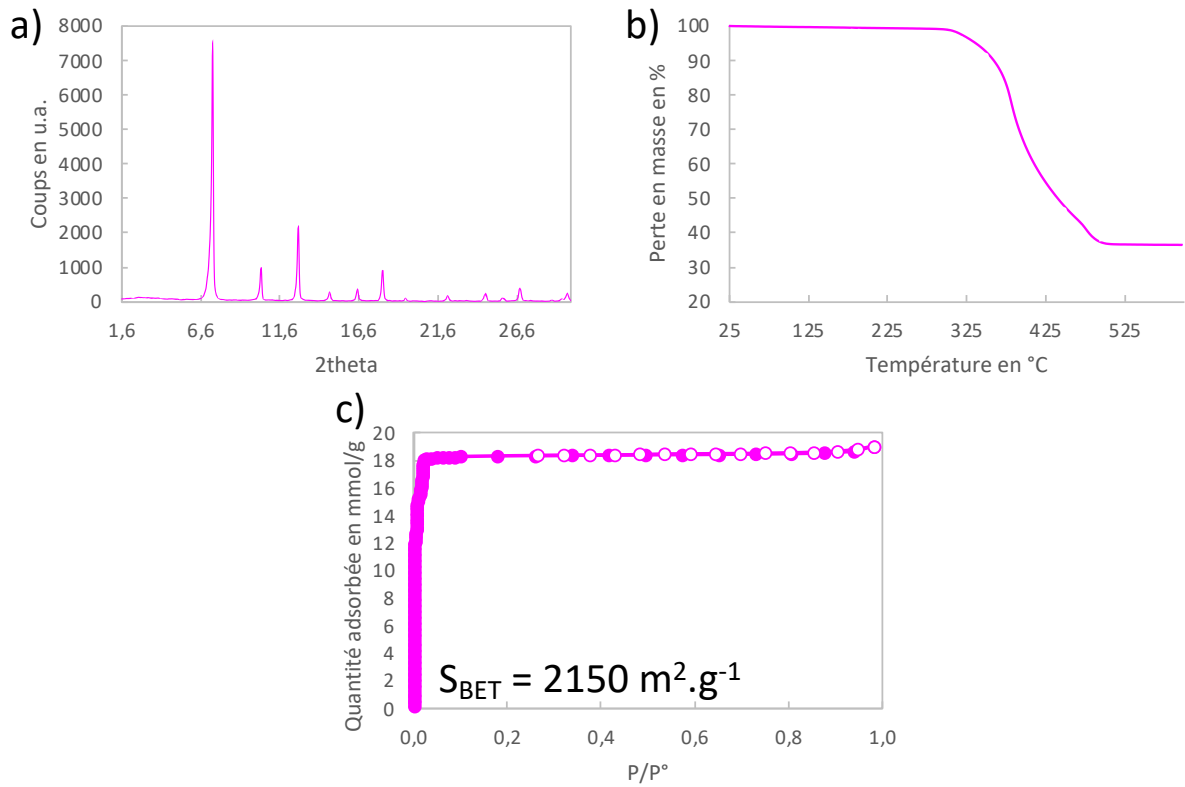 a)
8000
7000
6000
5000
4000
3000
2000
1000
0
Coups en u.a.
1,6 6,6 11,6 16,6 21,6 26,6
2theta
b)
100
90
80
70
60
50
40
30
20
Perte en masse en %
25 125 225 325 425 525
Température en °C
c)
20
18
16
14
12
10
8
6
4
2
0
Quantité adsorbée en mmol/g
S_BET = 2150 m².g⁻¹
0,0 0,2 0,4 0,6 0,8 1,0
P/P°